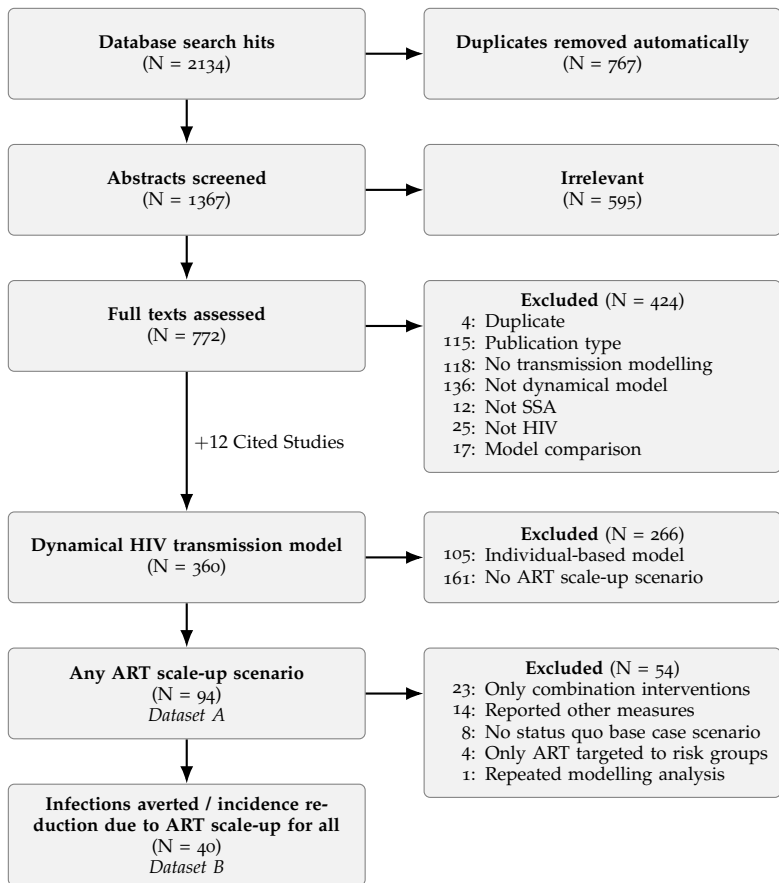 Database search hits
(N = 2134)
Duplicates removed automatically
(N = 767)
Abstracts screened
(N = 1367)
Irrelevant
(N = 595)
Full texts assessed
(N = 772)
Excluded (N = 424)
4: Duplicate
115: Publication type
118: No transmission modelling
136: Not dynamical model
12: Not SSA
25: Not HIV
17: Model comparison
+12 Cited Studies
Dynamical HIV transmission model
(N = 360)
Excluded (N = 266)
105: Individual-based model
161: No ART scale-up scenario
Any ART scale-up scenario
(N = 94)
Dataset A
Excluded (N = 54)
23: Only combination interventions
14: Reported other measures
8: No status quo base case scenario
4: Only ART targeted to risk groups
1: Repeated modelling analysis
Infections averted / incidence re-
duction due to ART scale-up for all
(N = 40)
Dataset B